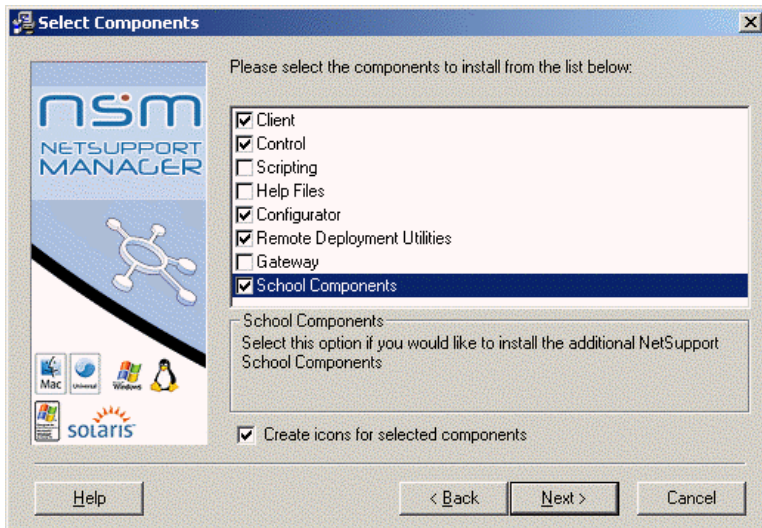 Select Components
Please select the components to install from the list below:
nsm
NETSUPPORT
MANAGER
Client
Control
Scripting
Help Files
Configurator
Remote Deployment Utilities
Gateway
School Components
School Components
Select this option if you would like to install the additional NetSupport
School Components
Mac
Universal
Windows
solaris
Create icons for selected components
Help
< Back
Next >
Cancel